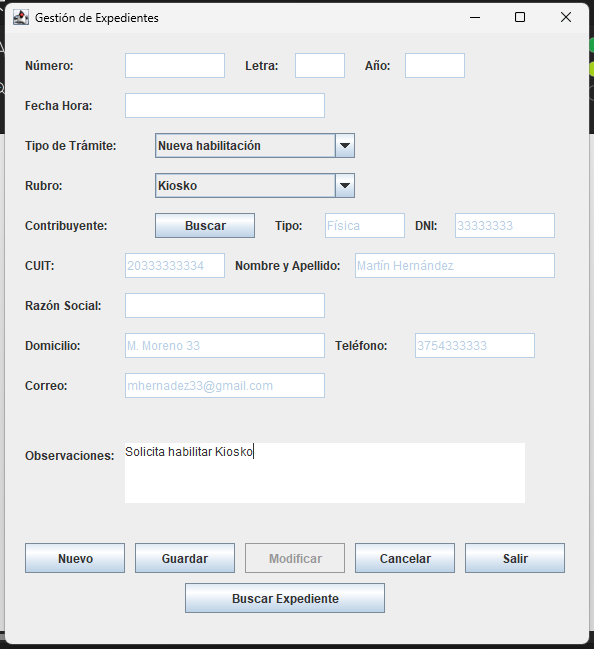 Gestión de Expedientes
Número: Letra: Año:
Fecha Hora:
Tipo de Trámite: Nueva habilitación
Rubro: Kiosko
Contribuyente: Buscar Tipo: Física DNI: 33333333
CUIT: 20333333334 Nombre y Apellido: Martín Hernández
Razón Social:
Domicilio: M. Moreno 33 Teléfono: 3754333333
Correo: mhernadez33@gmail.com
Observaciones: Solicita habilitar Kiosko
Nuevo Guardar Modificar Cancelar Salir
Buscar Expediente